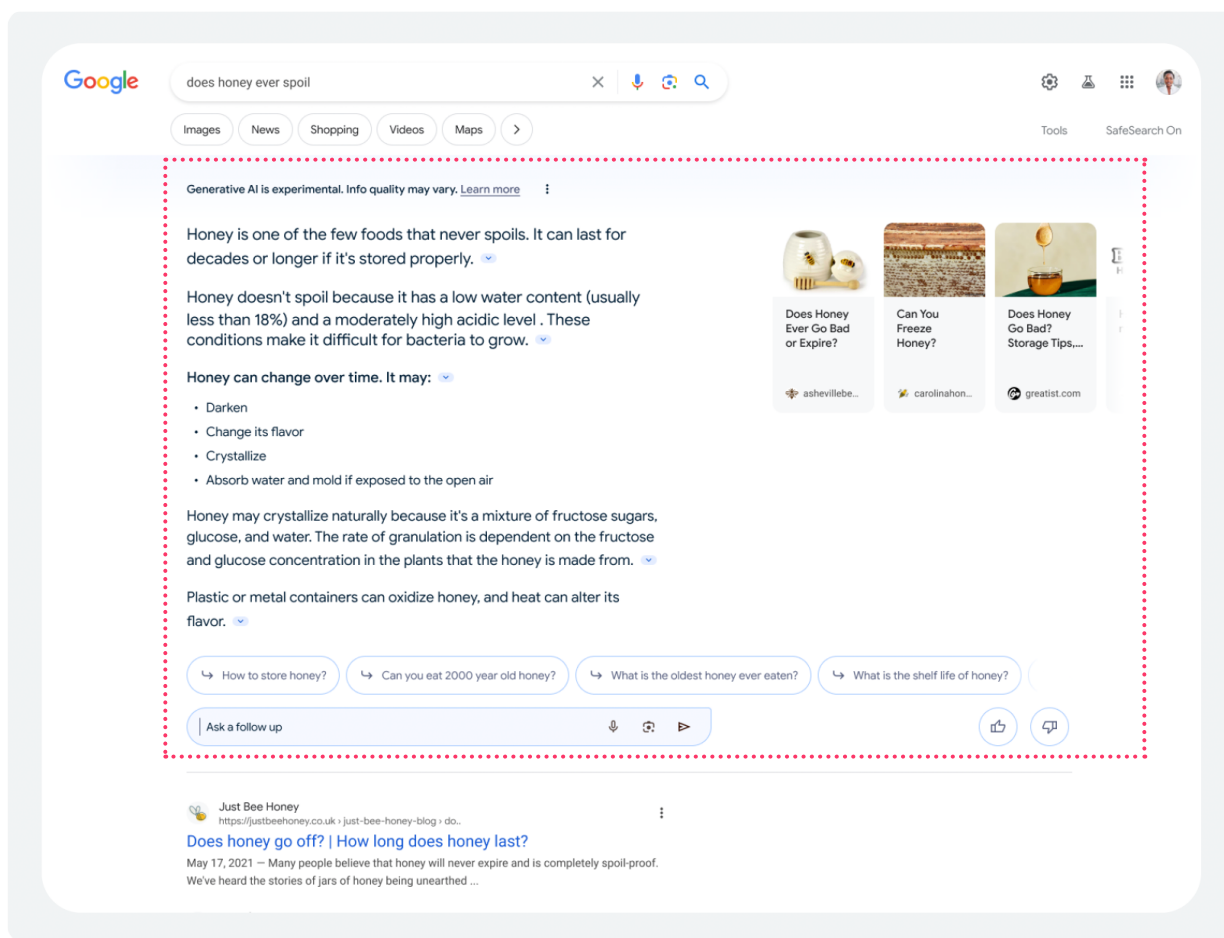 Google
does honey ever spoil
Images
News
Shopping
Videos
Maps
Tools
SafeSearch On
Generative AI is experimental. Info quality may vary. Learn more
Honey is one of the few foods that never spoils. It can last for
decades or longer if it's stored properly.
Honey doesn't spoil because it has a low water content (usually
less than 18%) and a moderately high acidic level . These
conditions make it difficult for bacteria to grow.
Honey can change over time. It may:
• Darken
• Change its flavor
• Crystallize
• Absorb water and mold if exposed to the open air
Honey may crystallize naturally because it's a mixture of fructose sugars,
glucose, and water. The rate of granulation is dependent on the fructose
and glucose concentration in the plants that the honey is made from.
Plastic or metal containers can oxidize honey, and heat can alter its
flavor.
Does Honey
Ever Go Bad
or Expire?
ashevillebe...
Can You
Freeze
Honey?
carolinahon...
Does Honey
Go Bad?
Storage Tips,...
greatist.com
How to store honey?
Can you eat 2000 year old honey?
What is the oldest honey ever eaten?
What is the shelf life of honey?
Ask a follow up
Just Bee Honey
https://justbeehoney.co.uk › just-bee-honey-blog › do..
Does honey go off? | How long does honey last?
May 17, 2021 — Many people believe that honey will never expire and is completely spoil-proof.
We've heard the stories of jars of honey being unearthed ...